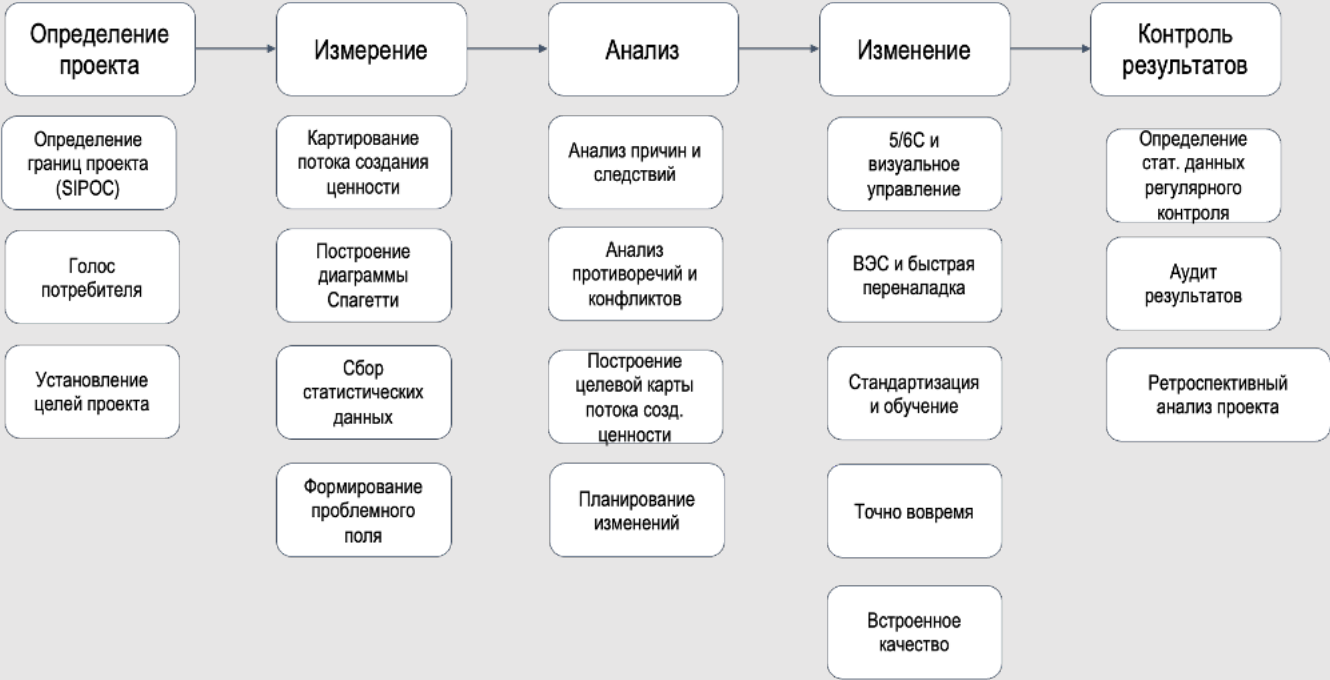 Определение
проекта
Измерение
Анализ
Изменение
Контроль
результатов
Определение
границ проекта
(SIPOC)
Голос
потребителя
Установление
целей проекта
Картирование
потока создания
ценности
Построение
диаграммы
Спагетти
Сбор
статистических
данных
Формирование
проблемного
поля
Анализ причин и
следствий
Анализ
противоречий и
конфликтов
Построение
целевой карты
потока созд.
ценности
Планирование
изменений
5/6С и
визуальное
управление
ВЭС и быстрая
переналадка
Стандартизация
и обучение
Точно вовремя
Встроенное
качество
Определение
стат. данных
регулярного
контроля
Аудит
результатов
Ретроспективный
анализ проекта